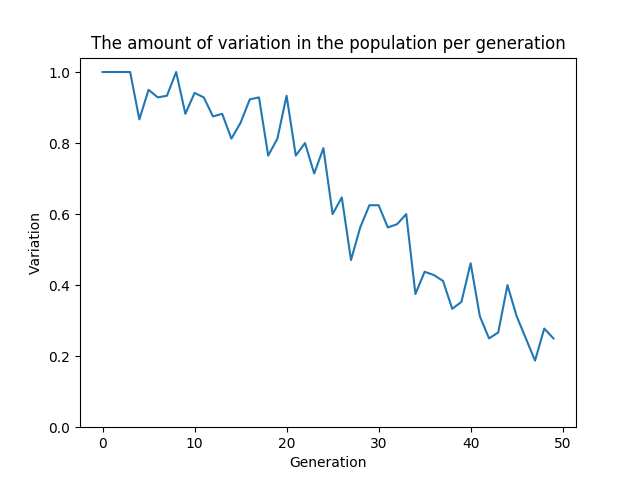 The amount of variation in the population per generation
1.0
0.8
0.6
0.4
0.2
0.0
Variation
0 10 20 30 40 50
Generation